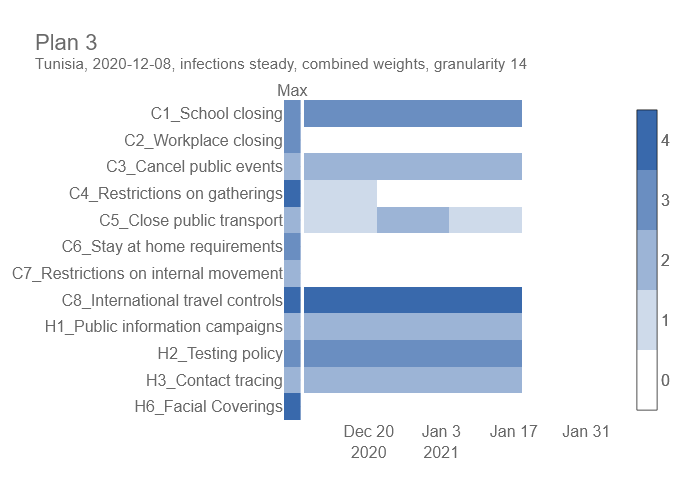 Plan 3
Tunisia, 2020-12-08, infections steady, combined weights, granularity 14
Max
C1_School closing
C2_Workplace closing
C3_Cancel public events
C4_Restrictions on gatherings
C5_Close public transport
C6_Stay at home requirements
C7_Restrictions on internal movement
C8_International travel controls
H1_Public information campaigns
H2_Testing policy
H3_Contact tracing
H6_Facial Coverings
4
3
2
1
0
Dec 20 Jan 3 Jan 17 Jan 31
2020 2021